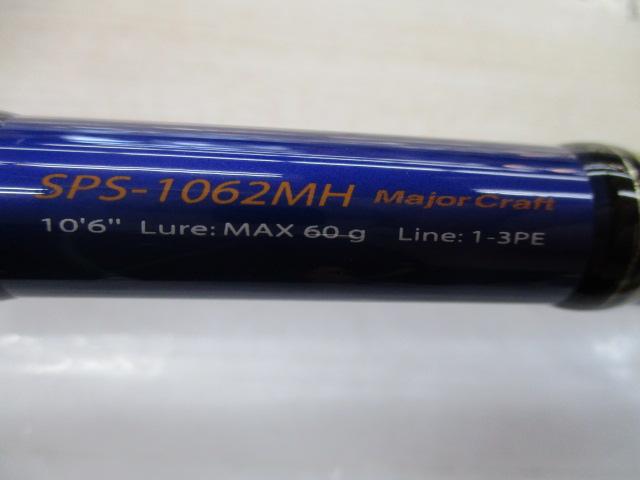 SPS-1062MH Major Craft
10'6" Lure: MAX 60 g Line: 1-3PE